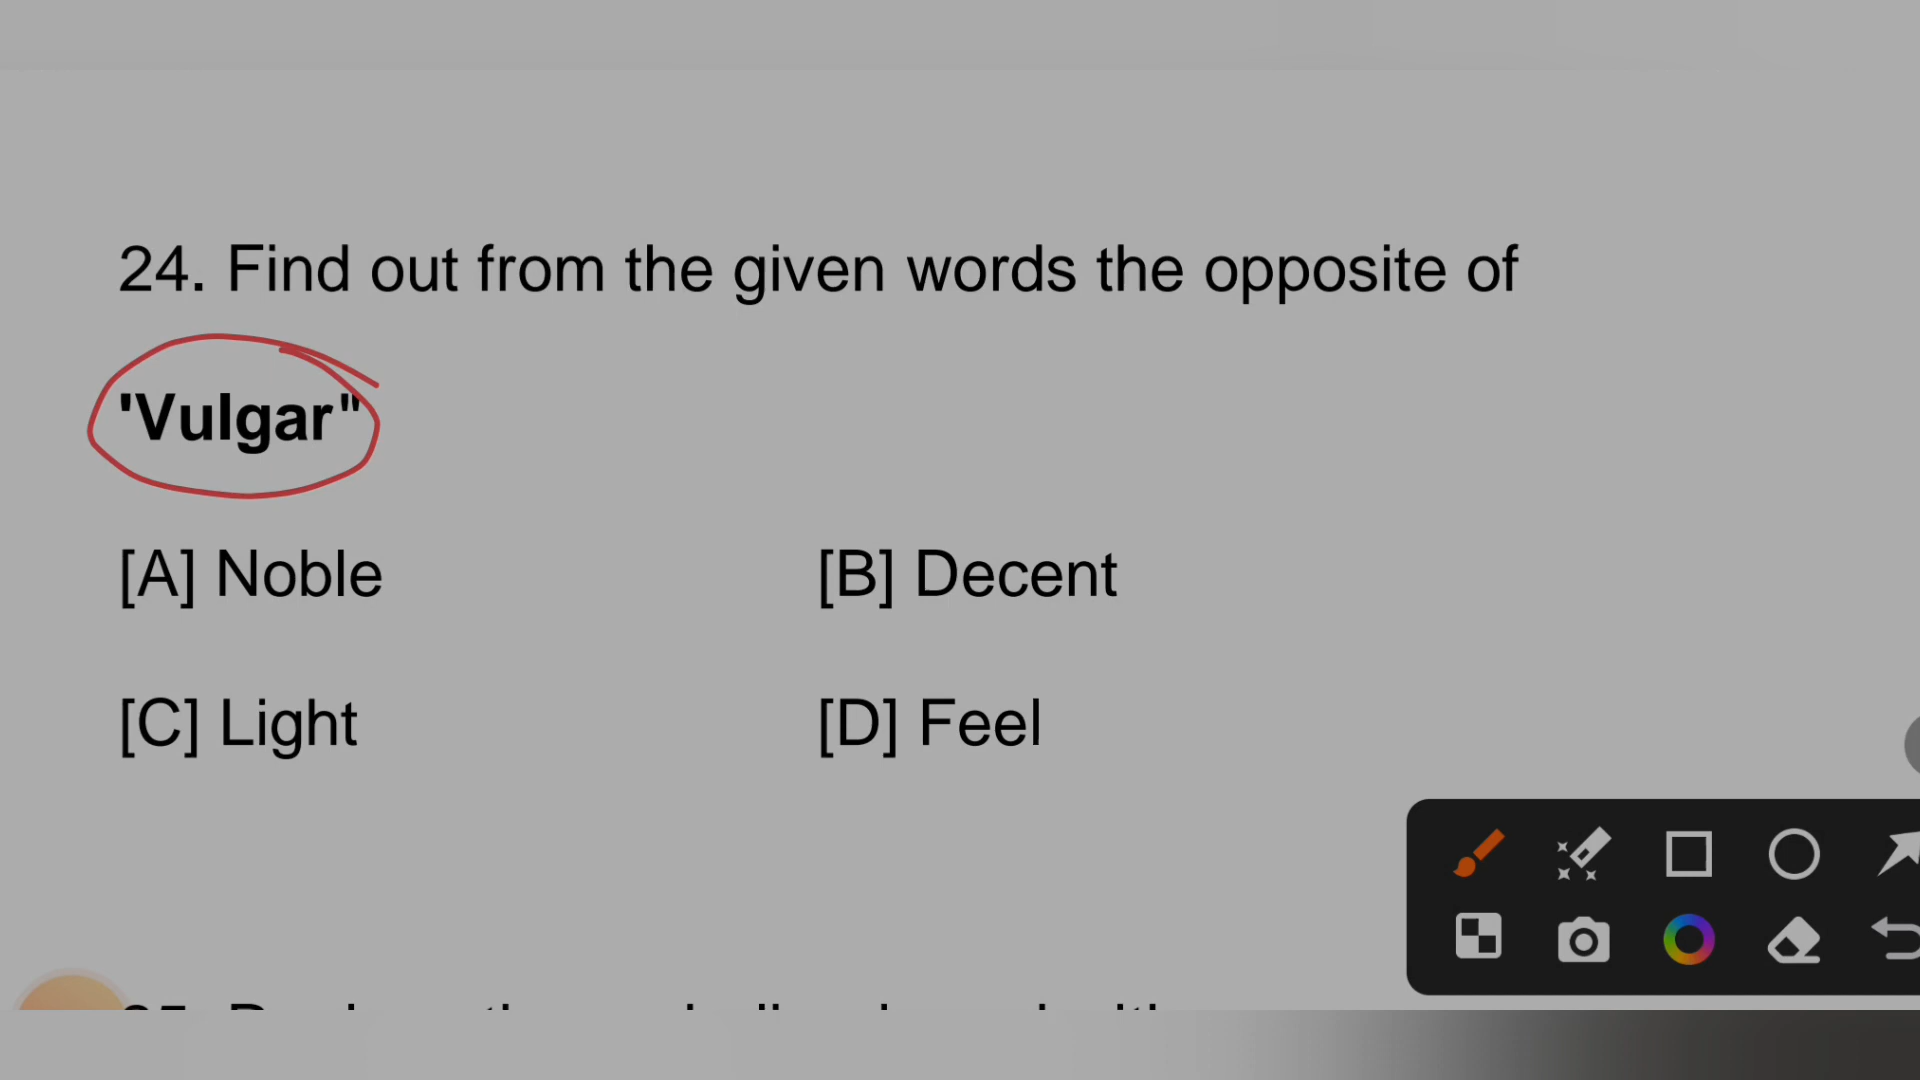 24. Find out from the given words the opposite of
'Vulgar"
[A] Noble [B] Decent
[C] Light [D] Feel